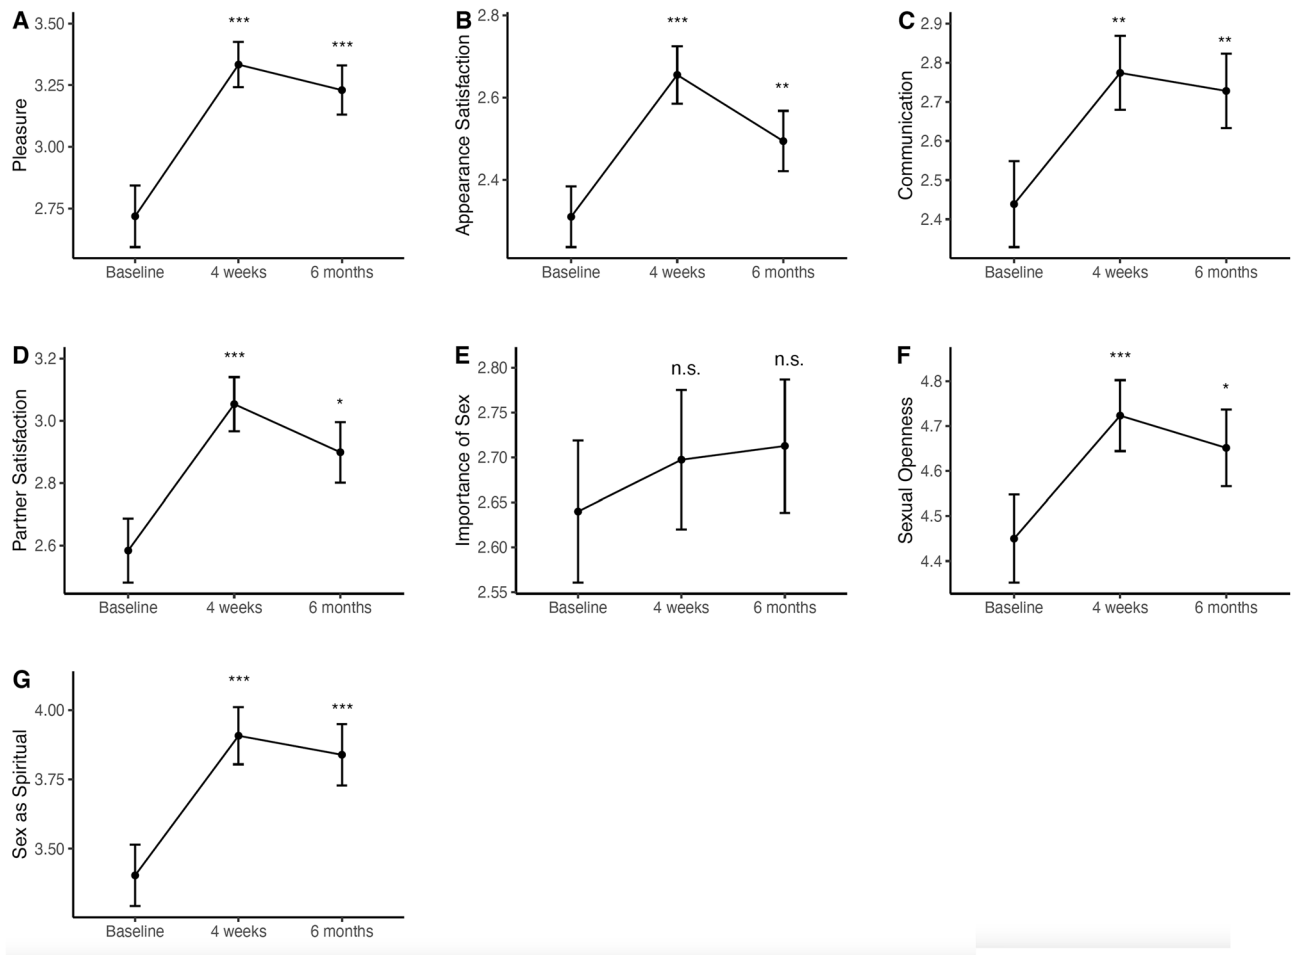 A
Pleasure
3.50
3.25
3.00
2.75
***
***
Baseline 4 weeks 6 months
B
Appearance Satisfaction
2.8
2.6
2.4
***
**
Baseline 4 weeks 6 months
C
Communication
2.9
2.8
2.7
2.6
2.5
2.4
**
**
Baseline 4 weeks 6 months
D
Partner Satisfaction
3.2
3.0
2.8
2.6
***
*
Baseline 4 weeks 6 months
E
Importance of Sex
2.80
2.75
2.70
2.65
2.60
2.55
n.s.
n.s.
Baseline 4 weeks 6 months
F
Sexual Openness
4.8
4.7
4.6
4.5
4.4
***
*
Baseline 4 weeks 6 months
G
Sex as Spiritual
4.00
3.75
3.50
***
***
Baseline 4 weeks 6 months